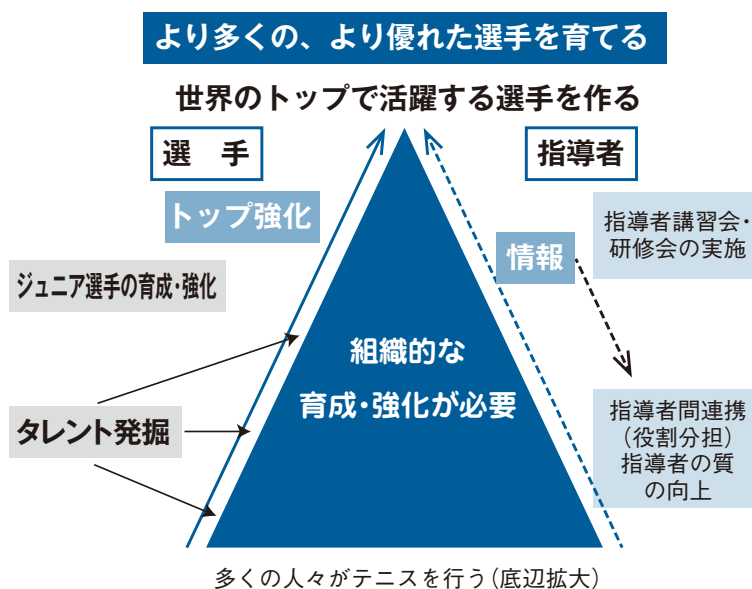 より多くの、より優れた選手を育てる
世界のトップで活躍する選手を作る
選　手
指導者
トップ強化
指導者講習会・
研修会の実施
情報
ジュニア選手の育成・強化
組織的な
育成・強化が必要
タレント発掘
指導者間連携
（役割分担）
指導者の質
の向上
多くの人々がテニスを行う（底辺拡大）